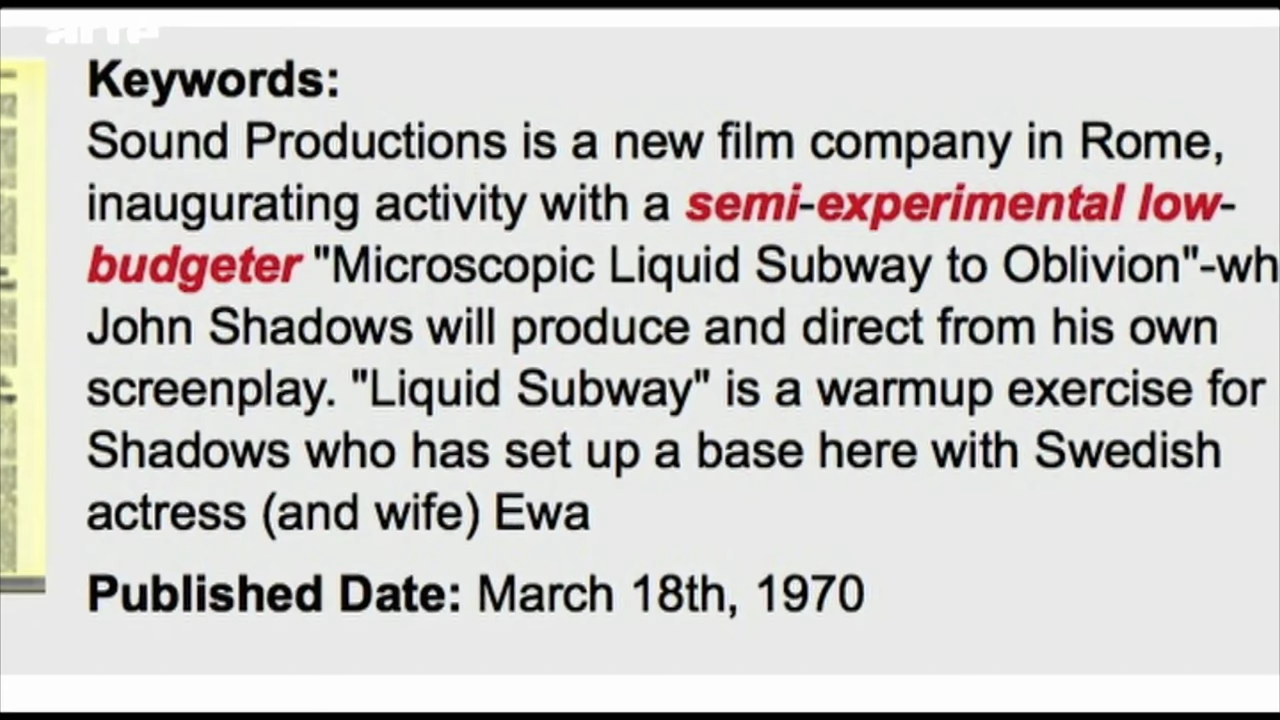 arte
Keywords:
Sound Productions is a new film company in Rome,
inaugurating activity with a semi-experimental low-
budgeter "Microscopic Liquid Subway to Oblivion"-wh
John Shadows will produce and direct from his own
screenplay. "Liquid Subway" is a warmup exercise for
Shadows who has set up a base here with Swedish
actress (and wife) Ewa
Published Date: March 18th, 1970